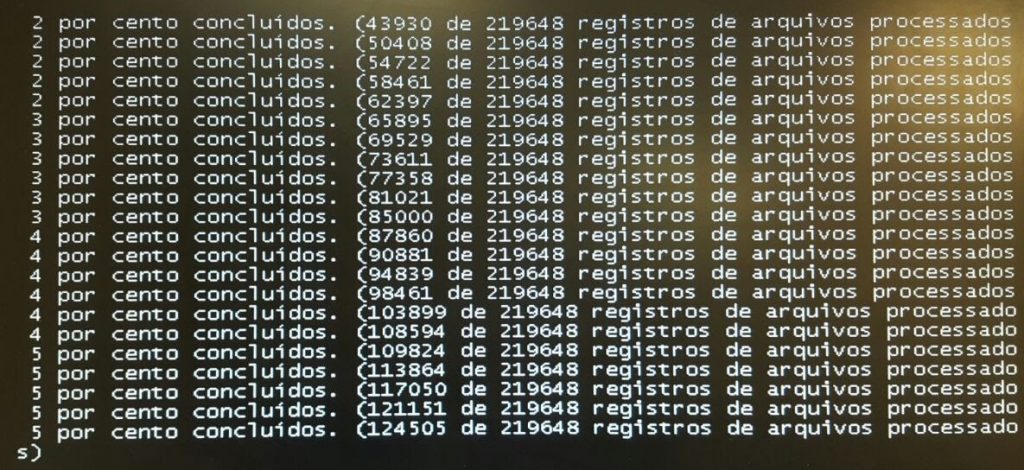 2 por cento concluídos. (43930 de 219648 registros de arquivos processados
2 por cento concluídos. (50408 de 219648 registros de arquivos processados
2 por cento concluídos. (54722 de 219648 registros de arquivos processados
2 por cento concluídos. (58461 de 219648 registros de arquivos processados
2 por cento concluídos. (62397 de 219648 registros de arquivos processados
3 por cento concluídos. (65895 de 219648 registros de arquivos processados
3 por cento concluídos. (69529 de 219648 registros de arquivos processados
3 por cento concluídos. (73611 de 219648 registros de arquivos processados
3 por cento concluídos. (77358 de 219648 registros de arquivos processados
3 por cento concluídos. (81021 de 219648 registros de arquivos processados
3 por cento concluídos. (85000 de 219648 registros de arquivos processados
4 por cento concluídos. (87860 de 219648 registros de arquivos processados
4 por cento concluídos. (90881 de 219648 registros de arquivos processados
4 por cento concluídos. (94839 de 219648 registros de arquivos processados
4 por cento concluídos. (98461 de 219648 registros de arquivos processados
4 por cento concluídos. (103899 de 219648 registros de arquivos processado
4 por cento concluídos. (108594 de 219648 registros de arquivos processado
5 por cento concluídos. (109824 de 219648 registros de arquivos processado
5 por cento concluídos. (113864 de 219648 registros de arquivos processado
5 por cento concluídos. (117050 de 219648 registros de arquivos processado
5 por cento concluídos. (121151 de 219648 registros de arquivos processado
5 por cento concluídos. (124505 de 219648 registros de arquivos processado
s)